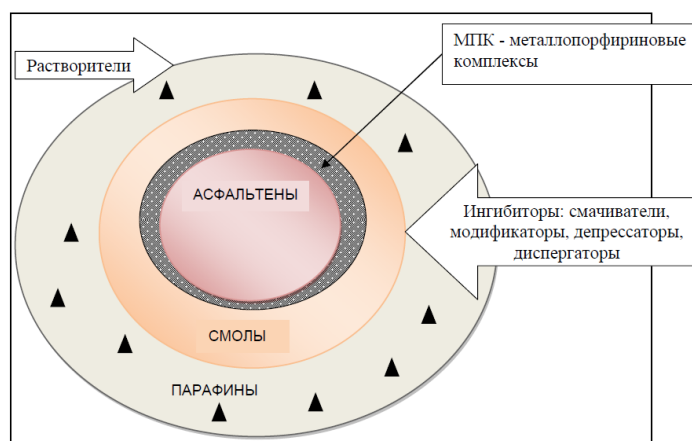 МПК - металлопорфириновые
комплексы
Растворители
АСФАЛЬТЕНЫ
Ингибиторы: смачиватели,
модификаторы, депрессаторы,
диспергаторы
СМОЛЫ
ПАРАФИНЫ